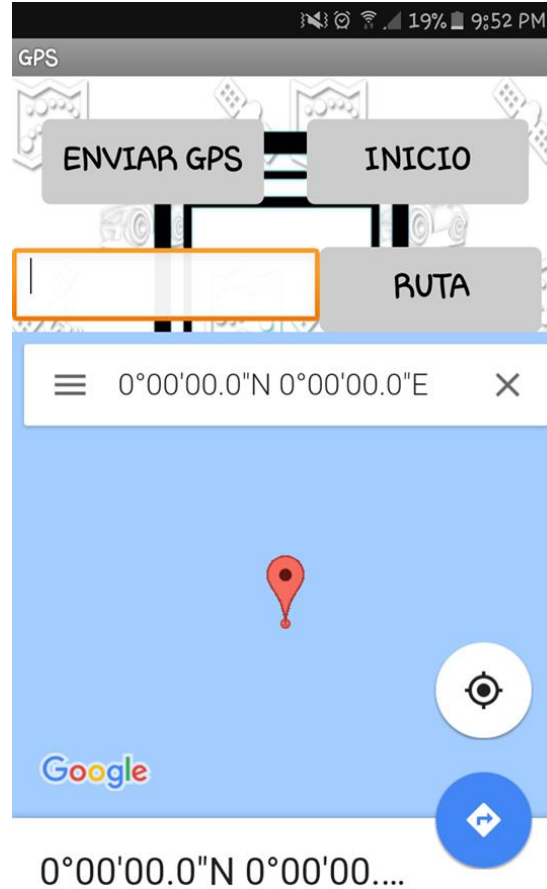 19% 9:52 PM
GPS
ENVIAR GPS INICIO
RUTA
0°00'00.0"N 0°00'00.0"E
Google
0°00'00.0"N 0°00'00....